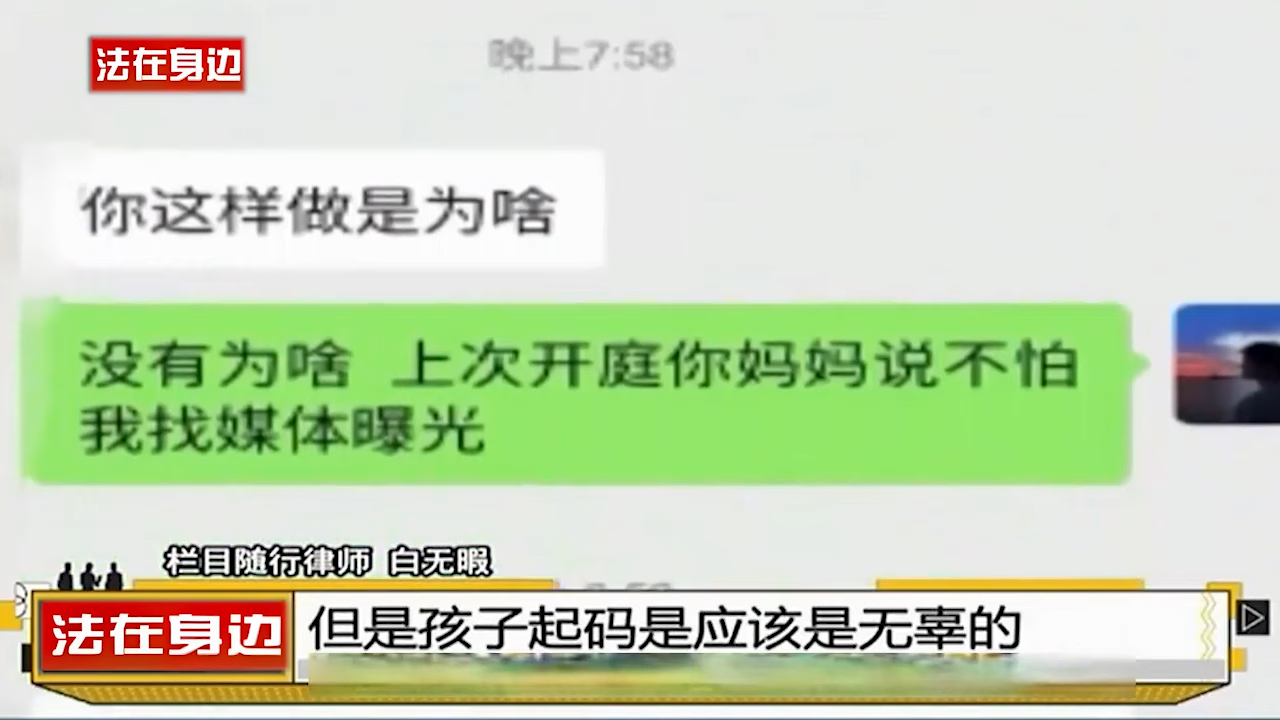 法在身边
晚上7:58
你这样做是为啥
没有为啥 上次开庭你妈妈说不怕
我找媒体曝光
栏目随行律师 白无暇
法在身边
但是孩子起码是应该是无辜的